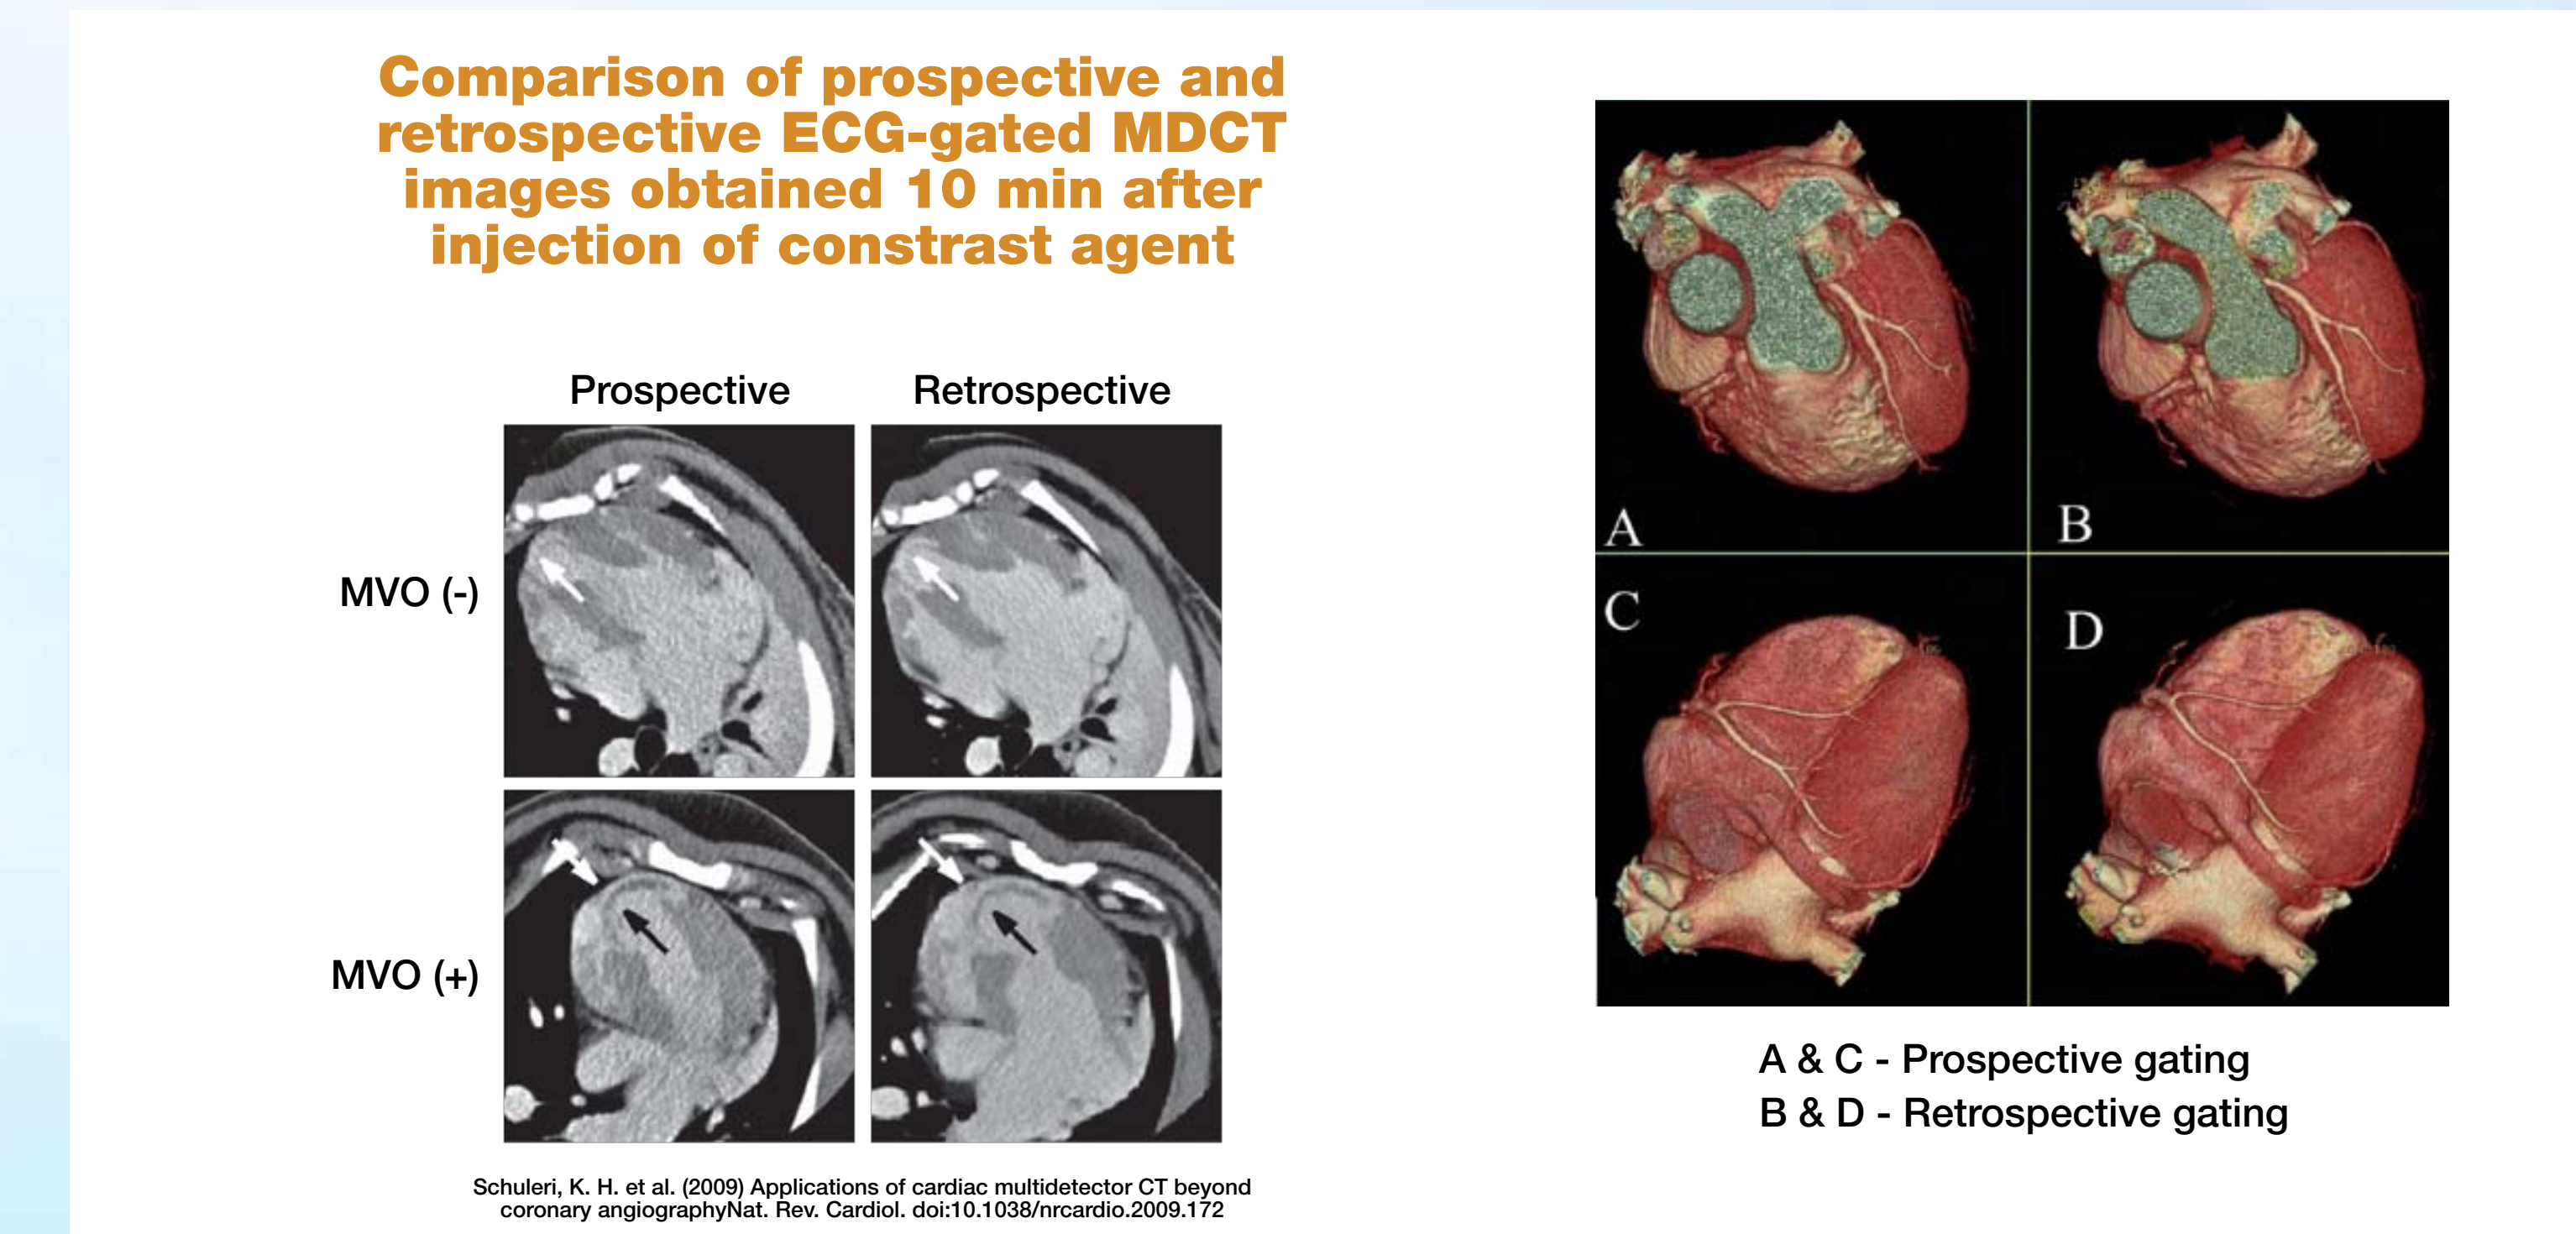 Comparison of prospective and
retrospective ECG-gated MDCT
images obtained 10 min after
injection of constrast agent
Prospective
Retrospective
MVO (-)
MVO (+)
Schuleri, K. H. et al. (2009) Applications of cardiac multidetector CT beyond
coronary angiographyNat. Rev. Cardiol. doi:10.1038/nrcardio.2009.172
A
B
C
D
A & C - Prospective gating
B & D - Retrospective gating